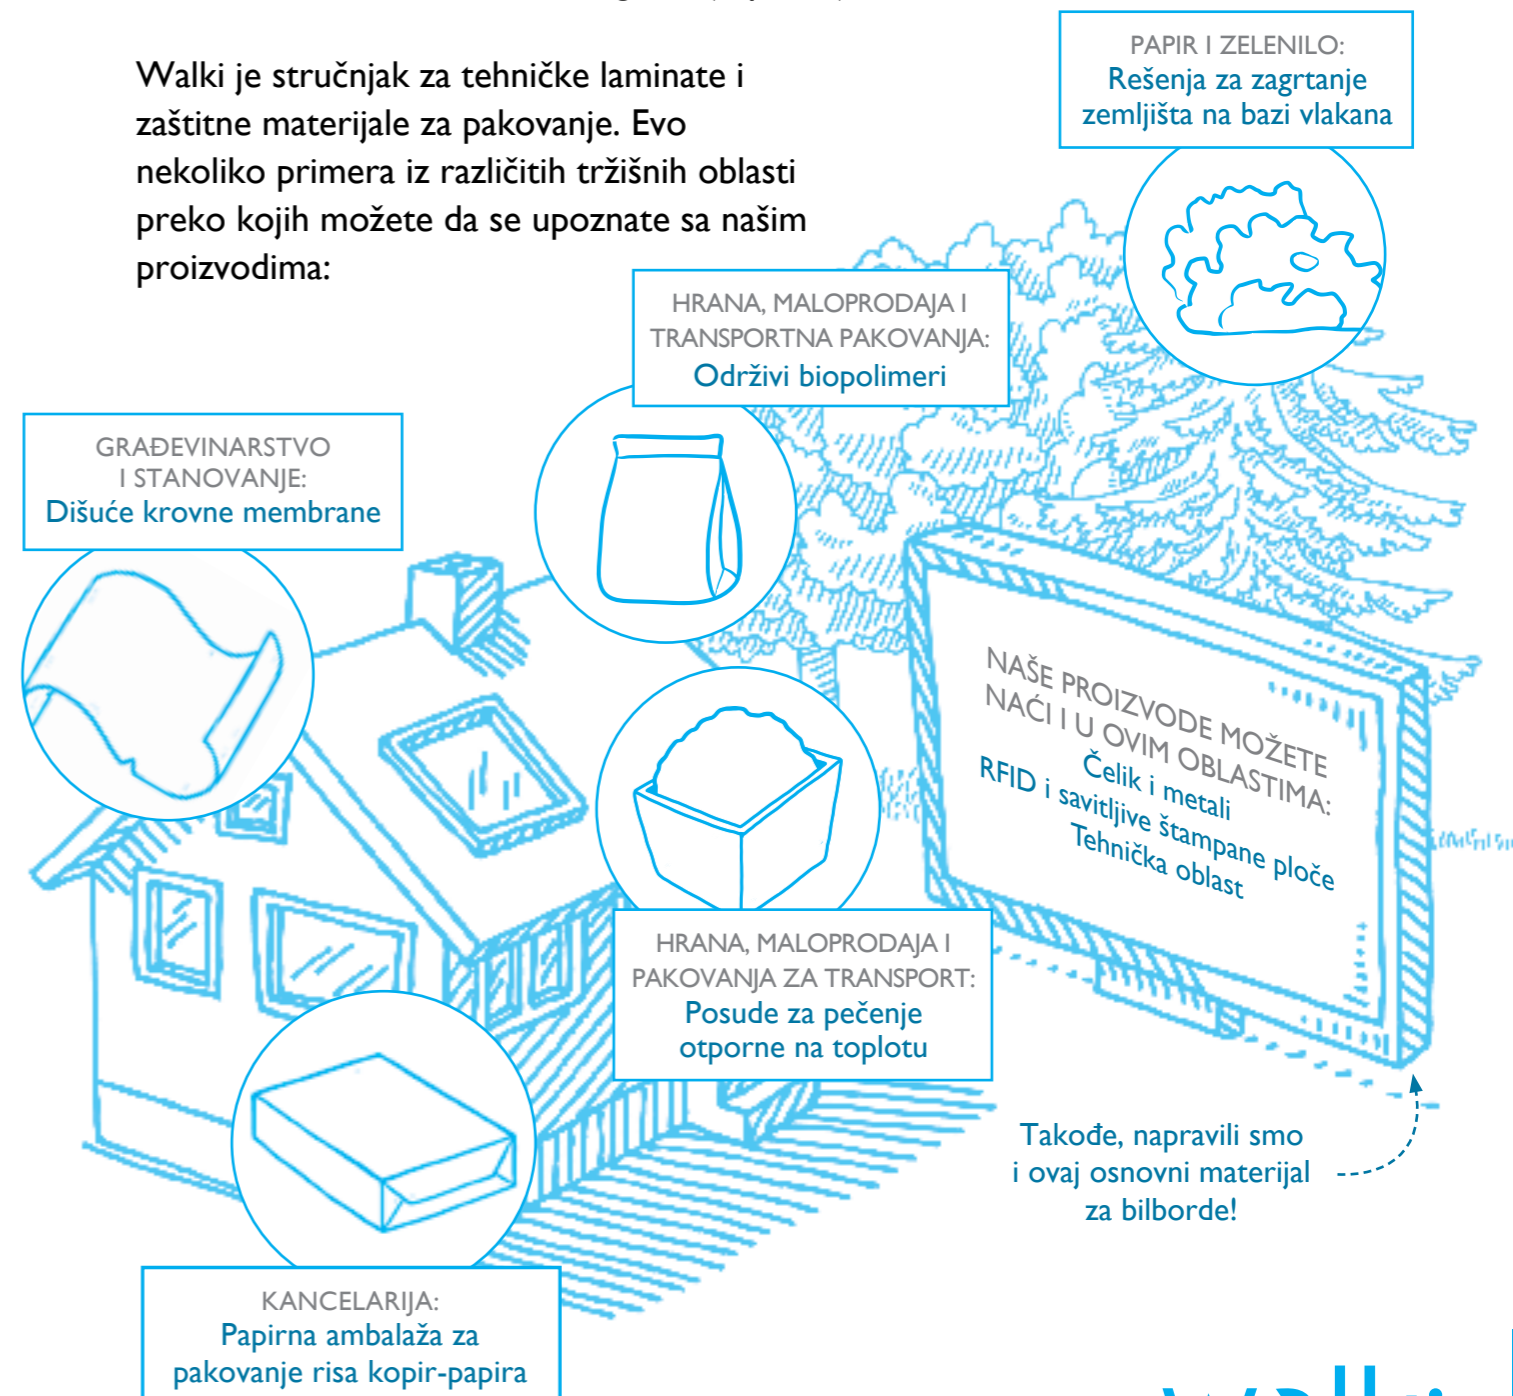 Walki je stručnjak za tehničke laminate i
zaštitne materijale za pakovanje. Evo
nekoliko primera iz različitih tržišnih oblasti
preko kojih možete da se upoznate sa našim
proizvodima:
PAPIR I ZELENILO:
Rešenja za zagrtanje
zemljišta na bazi vlakana
HRANA, MALOPRODAJA I
TRANSPORTNA PAKOVANJA:
Održivi biopolimeri
GRAĐEVINARSTVO
I STANOVANJE:
Dišuće krovne membrane
NAŠE PROIZVODE MOŽETE
NAĆI I U OVIM OBLASTIMA:
Čelik i metali
RFID i savitljive štampane ploče
Tehnička oblast
HRANA, MALOPRODAJA I
PAKOVANJA ZA TRANSPORT:
Posude za pečenje
otporne na toplotu
Takođe, napravili smo
i ovaj osnovni materijal
za bilborde!
KANCELARIJA:
Papirna ambalaža za
pakovanje risa kopir-papira